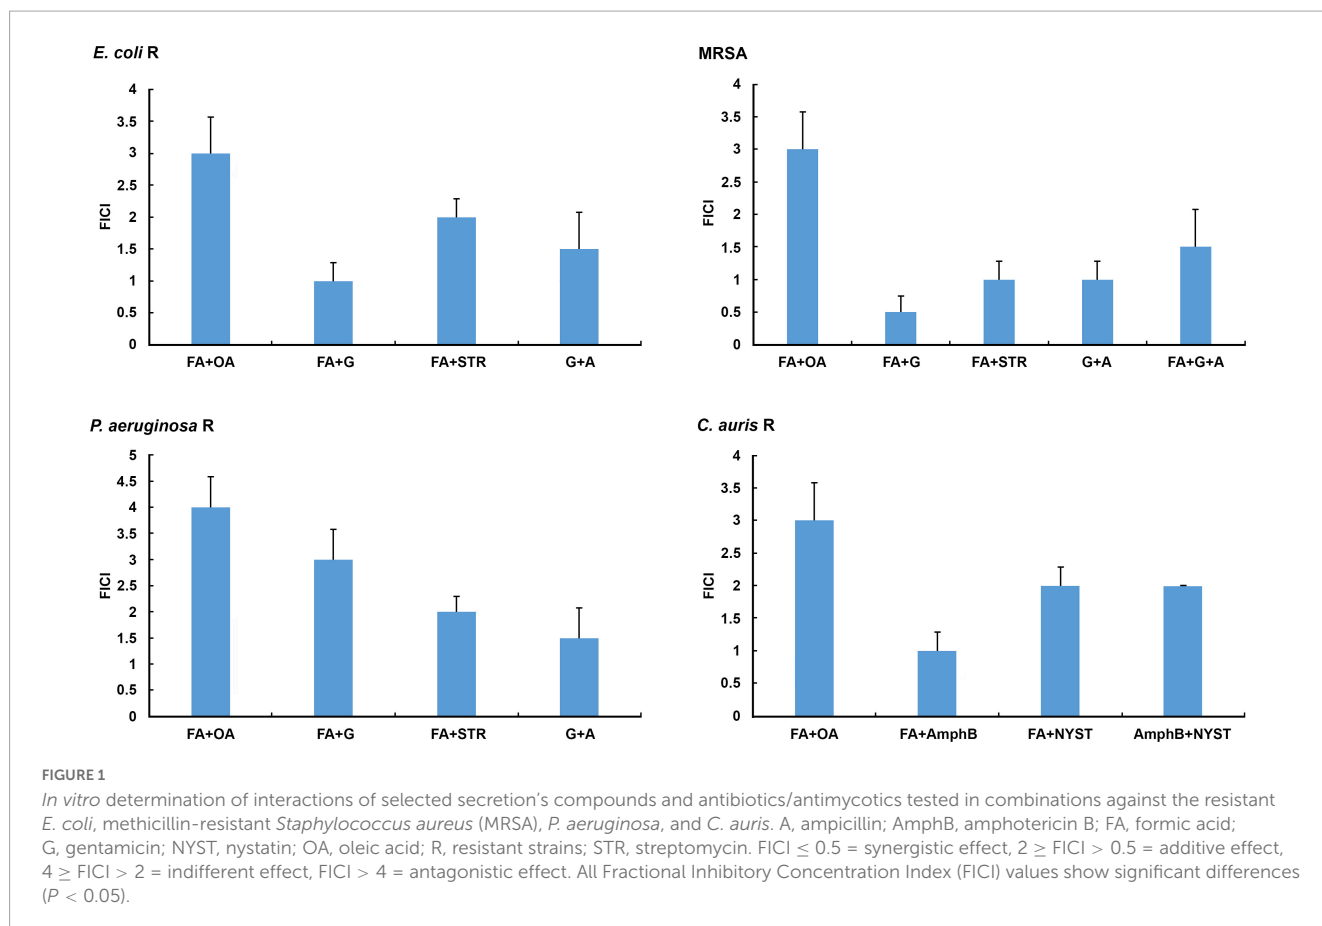 E. coli R
4
3.5
3
2.5
2
1.5
1
0.5
0
FICI
FA+OA FA+G FA+STR G+A
MRSA
4
3.5
3
2.5
2
1.5
1
0.5
0
FICI
FA+OA FA+G FA+STR G+A FA+G+A
P. aeruginosa R
5
4.5
4
3.5
3
2.5
2
1.5
1
0.5
0
FICI
FA+OA FA+G FA+STR G+A
C. auris R
4
3.5
3
2.5
2
1.5
1
0.5
0
FICI
FA+OA FA+AmphB FA+NYST AmphB+NYST
FIGURE 1
In vitro determination of interactions of selected secretion's compounds and antibiotics/antimycotics tested in combinations against the resistant
E. coli, methicillin-resistant Staphylococcus aureus (MRSA), P. aeruginosa, and C. auris. A, ampicillin; AmphB, amphotericin B; FA, formic acid;
G, gentamicin; NYST, nystatin; OA, oleic acid; R, resistant strains; STR, streptomycin. FICI ≤ 0.5 = synergistic effect, 2 ≥ FICI > 0.5 = additive effect,
4 ≥ FICI > 2 = indifferent effect, FICI > 4 = antagonistic effect. All Fractional Inhibitory Concentration Index (FICI) values show significant differences
(P < 0.05).